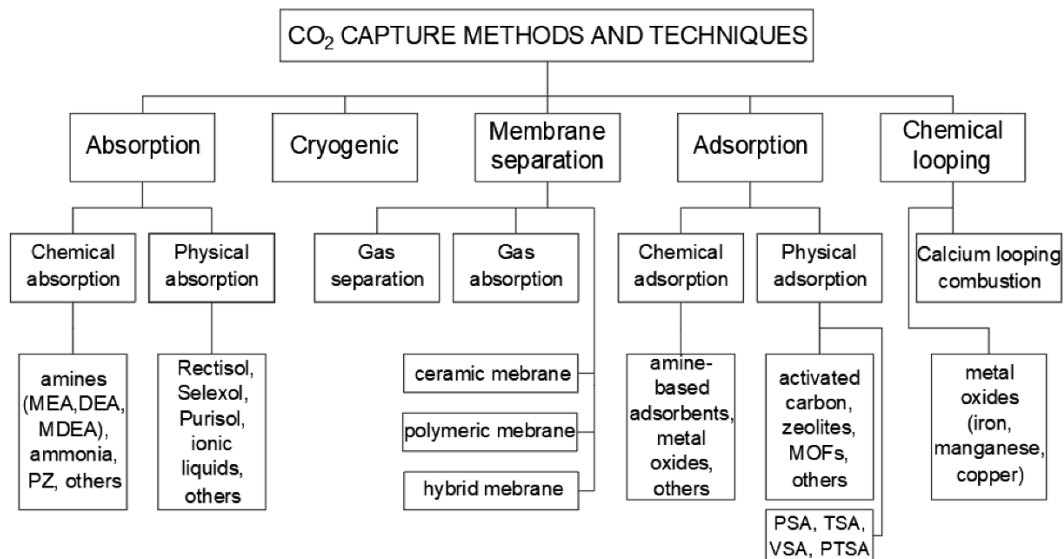 CO₂ CAPTURE METHODS AND TECHNIQUES
Absorption
Cryogenic
Membrane
separation
Adsorption
Chemical
looping
Chemical
absorption
Physical
absorption
Gas
separation
Gas
absorption
Chemical
adsorption
Physical
adsorption
Calcium looping
combustion
amines
(MEA,DEA,
MDEA),
ammonia,
PZ, others
Rectisol,
Selexol,
Purisol,
ionic
liquids,
others
ceramic mebrane
polymeric mebrane
hybrid mebrane
amine-
based
adsorbents,
metal
oxides,
others
activated
carbon,
zeolites,
MOFs,
others
PSA, TSA,
VSA, PTSA
metal
oxides
(iron,
manganese,
copper)